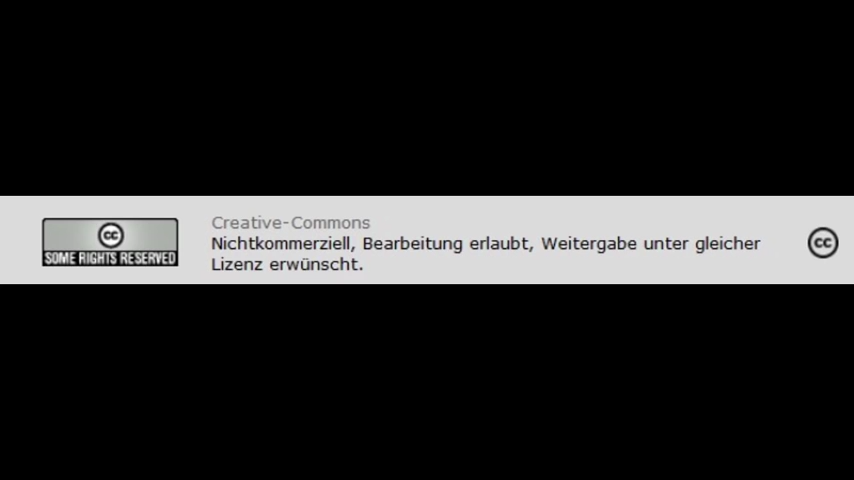 cc
SOME RIGHTS RESERVED
Creative-Commons
Nichtkommerziell, Bearbeitung erlaubt, Weitergabe unter gleicher
Lizenz erwünscht.
cc